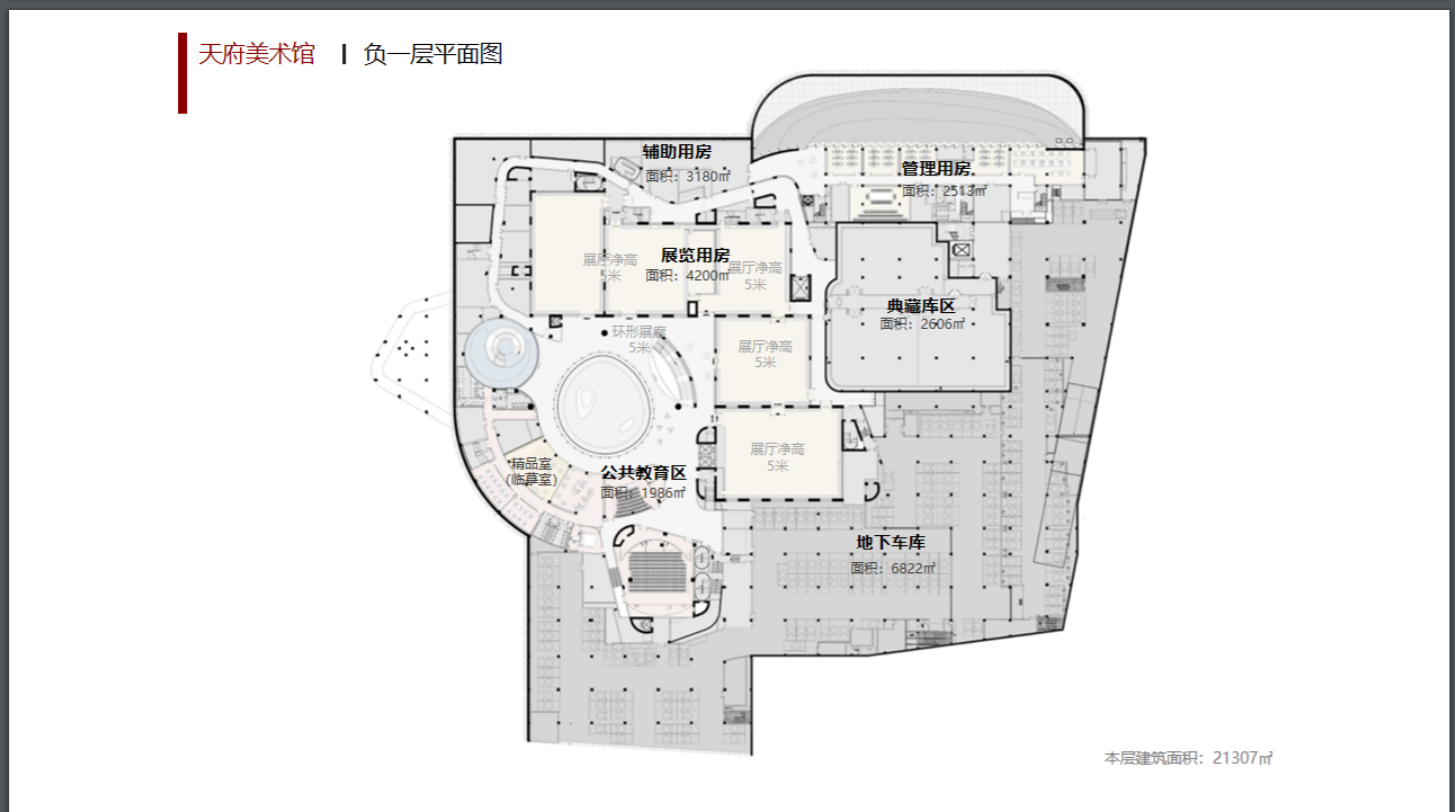 天府美术馆 | 负一层平面图
辅助用房
面积：3180㎡
管理用房
面积：2513㎡
展览用房
面积：4200㎡
展厅净高
5米
展厅净高
5米
典藏库区
面积：2606㎡
环形展廊
5米
展厅净高
5米
展厅净高
5米
精品室
(临摹室)
公共教育区
面积：1986㎡
地下车库
面积：6822㎡
本层建筑面积：21307㎡